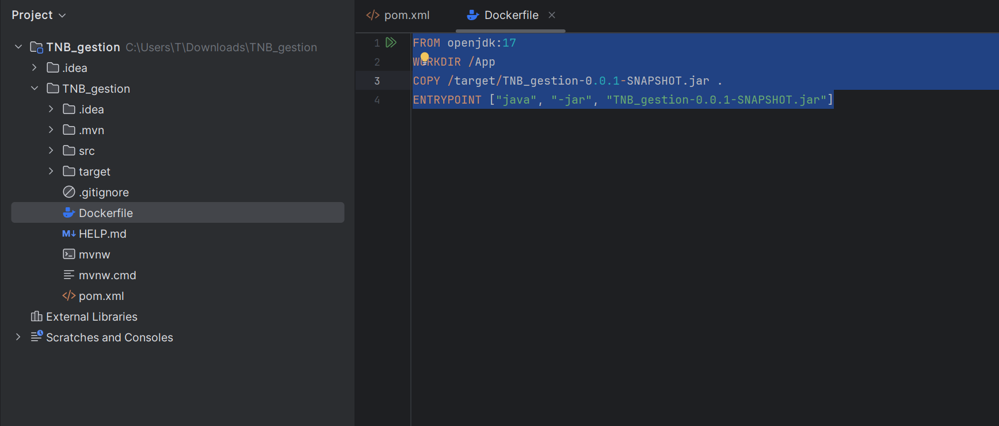 Project
TNB_gestion C:\Users\T\Downloads\TNB_gestion
.idea
TNB_gestion
.idea
.mvn
src
target
.gitignore
Dockerfile
M↓ HELP.md
mvnw
mvnw.cmd
</> pom.xml
External Libraries
Scratches and Consoles
</> pom.xml
Dockerfile
1 FROM openjdk:17
2 WORKDIR /App
3 COPY /target/TNB_gestion-0.0.1-SNAPSHOT.jar .
4 ENTRYPOINT ["java", "-jar", "TNB_gestion-0.0.1-SNAPSHOT.jar"]